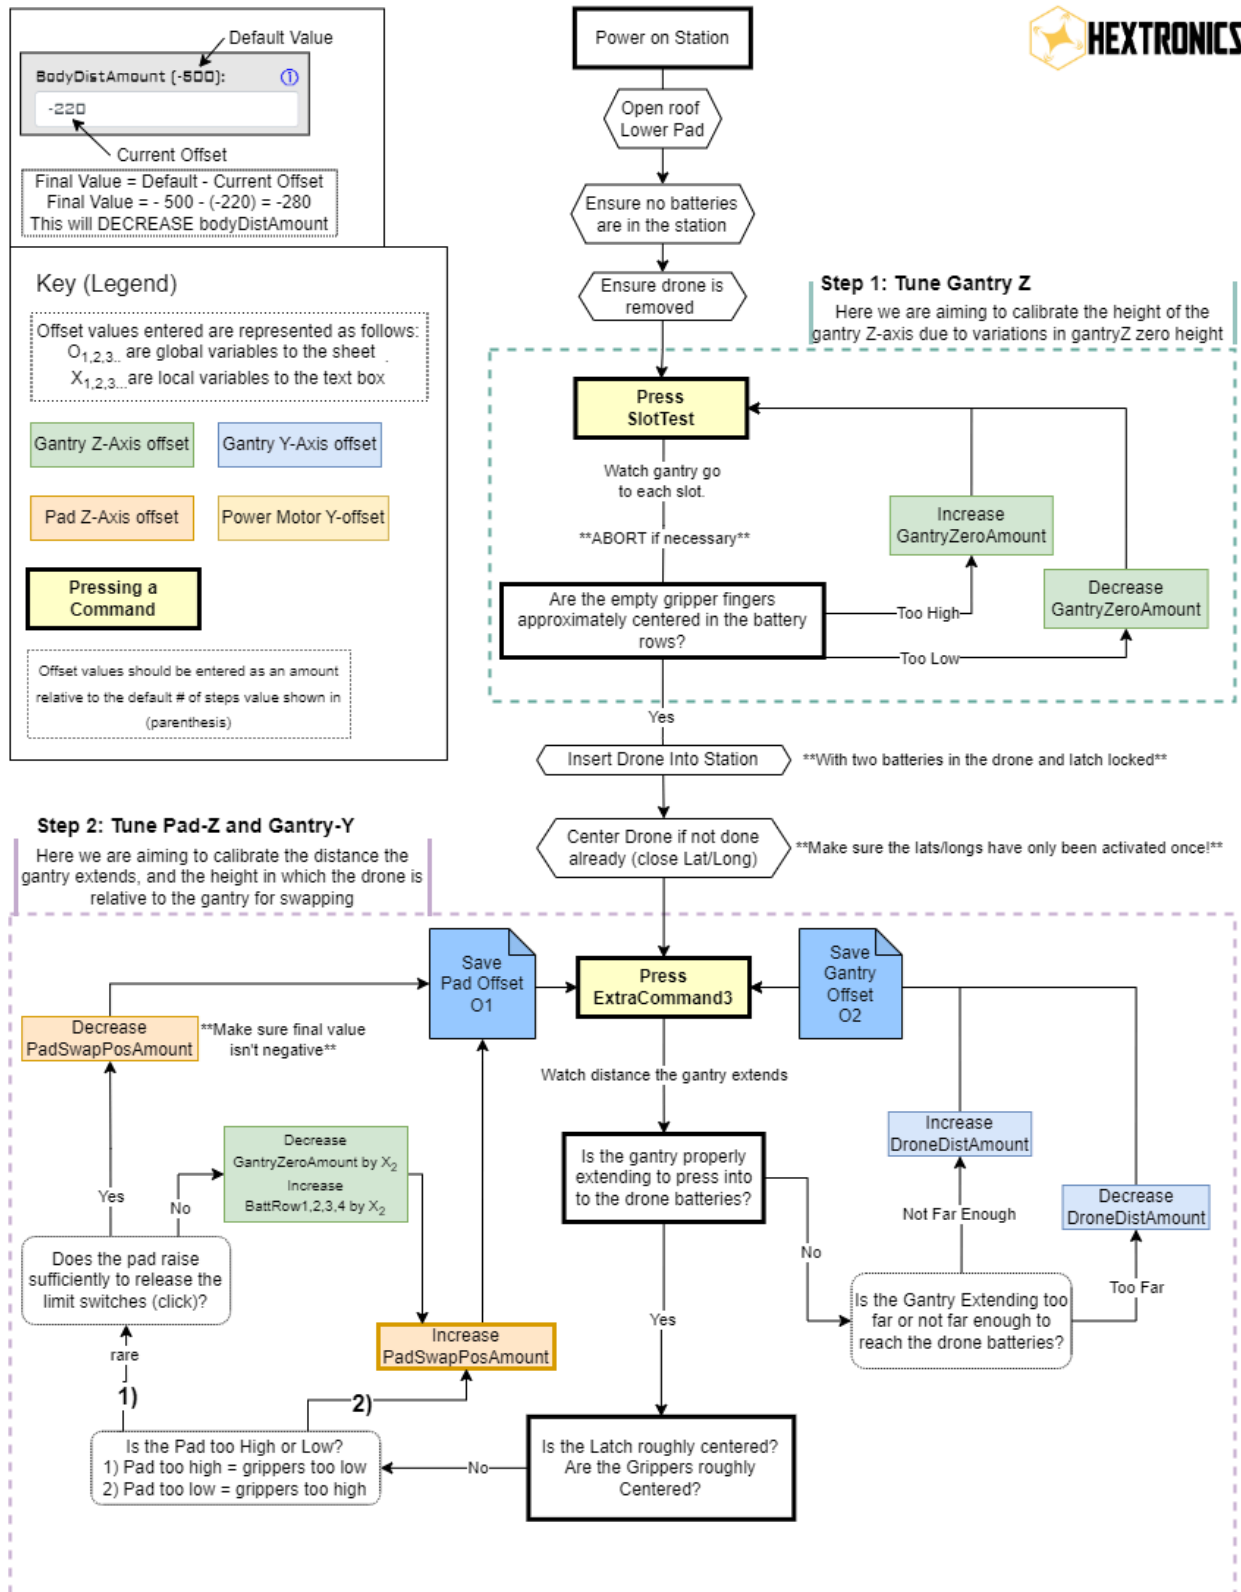 Default Value
BodyDistAmount (-500):
-220
Current Offset
Final Value = Default - Current Offset
Final Value = - 500 - (-220) = -280
This will DECREASE bodyDistAmount
Key (Legend)
Offset values entered are represented as follows:
O1,2,3.. are global variables to the sheet .
X1,2,3... are local variables to the text box
Gantry Z-Axis offset
Gantry Y-Axis offset
Pad Z-Axis offset
Power Motor Y-offset
Pressing a
Command
Offset values should be entered as an amount
relative to the default # of steps value shown in
(parenthesis)
HEXTRONICS
Power on Station
Open roof
Lower Pad
Ensure no batteries
are in the station
Ensure drone is
removed
Step 1: Tune Gantry Z
Here we are aiming to calibrate the height of the
gantry Z-axis due to variations in gantryZ zero height
Press
SlotTest
Watch gantry go
to each slot.
**ABORT if necessary**
Increase
GantryZeroAmount
Decrease
GantryZeroAmount
Are the empty gripper fingers
approximately centered in the battery
rows?
Too High
Too Low
Yes
Insert Drone Into Station
**With two batteries in the drone and latch locked**
Center Drone if not done
already (close Lat/Long)
**Make sure the lats/longs have only been activated once!**
Step 2: Tune Pad-Z and Gantry-Y
Here we are aiming to calibrate the distance the
gantry extends, and the height in which the drone is
relative to the gantry for swapping
Save
Pad Offset
O1
Press
ExtraCommand3
Save
Gantry
Offset
O2
Decrease
PadSwapPosAmount
**Make sure final value
isn't negative**
Watch distance the gantry extends
Decrease
GantryZeroAmount by X2
Increase
BattRow1,2,3,4 by X2
Is the gantry properly
extending to press into
to the drone batteries?
Increase
DroneDistAmount
Decrease
DroneDistAmount
Yes
No
Not Far Enough
No
Too Far
Does the pad raise
sufficiently to release the
limit switches (click)?
Is the Gantry Extending too
far or not far enough to
reach the drone batteries?
Yes
Increase
PadSwapPosAmount
rare
1)
2)
Is the Pad too High or Low?
1) Pad too high = grippers too low
2) Pad too low = grippers too high
No
Is the Latch roughly centered?
Are the Grippers roughly
Centered?